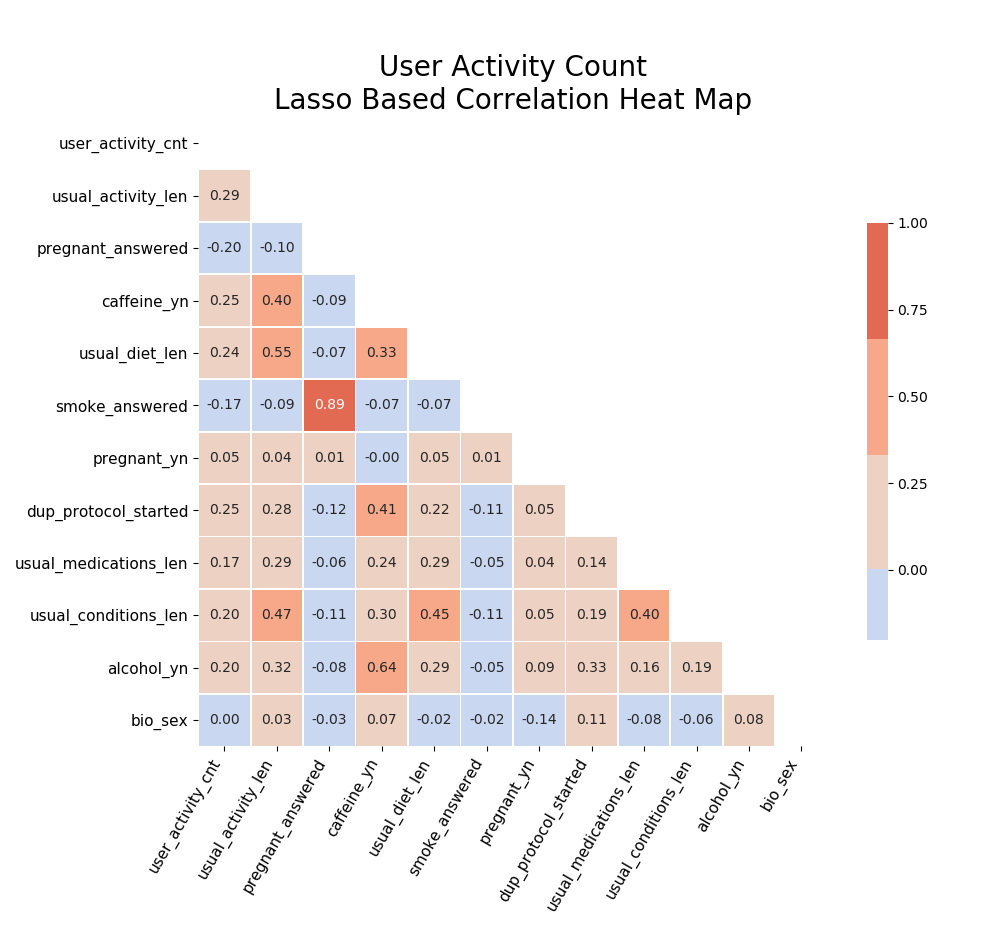 User Activity Count
Lasso Based Correlation Heat Map
user_activity_cnt
usual_activity_len 0.29
pregnant_answered -0.20 -0.10
1.00
caffeine_yn 0.25 0.40 -0.09
0.75
usual_diet_len 0.24 0.55 -0.07 0.33
smoke_answered -0.17 -0.09 0.89 -0.07 -0.07
0.50
pregnant_yn 0.05 0.04 0.01 -0.00 0.05 0.01
0.25
dup_protocol_started 0.25 0.28 -0.12 0.41 0.22 -0.11 0.05
usual_medications_len 0.17 0.29 -0.06 0.24 0.29 -0.05 0.04 0.14
0.00
usual_conditions_len 0.20 0.47 -0.11 0.30 0.45 -0.11 0.05 0.19 0.40
alcohol_yn 0.20 0.32 -0.08 0.64 0.29 -0.05 0.09 0.33 0.16 0.19
bio_sex 0.00 0.03 -0.03 0.07 -0.02 -0.02 -0.14 0.11 -0.08 -0.06 0.08
user_activity_cnt
usual_activity_len
pregnant_answered
caffeine_yn
usual_diet_len
smoke_answered
pregnant_yn
dup_protocol_started
usual_medications_len
usual_conditions_len
alcohol_yn
bio_sex